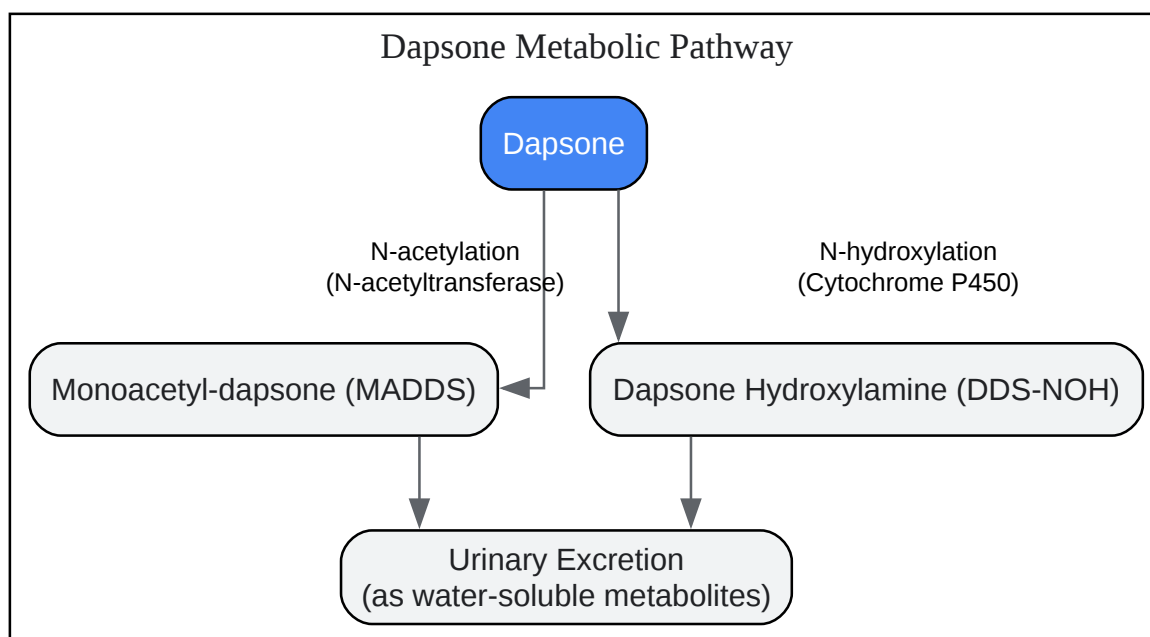 Dapsone Metabolic Pathway
Dapsone
N-acetylation
(N-acetyltransferase)
N-hydroxylation
(Cytochrome P450)
Monoacetyl-dapsone (MADDS)
Dapsone Hydroxylamine (DDS-NOH)
Urinary Excretion
(as water-soluble metabolites)